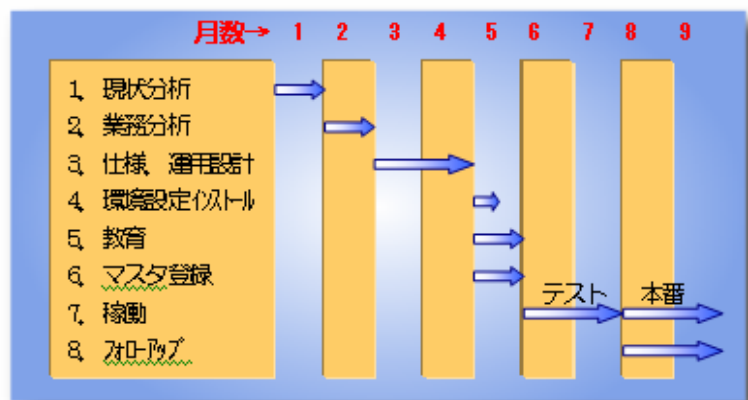 月数→ 1 2 3 4 5 6 7 8 9
1、現状分析
2、業務分析
3、仕様、運用設計
4、環境設定インストール
5、教育
6、マスタ登録
テスト 本番
7、稼動
8、フォローアップ